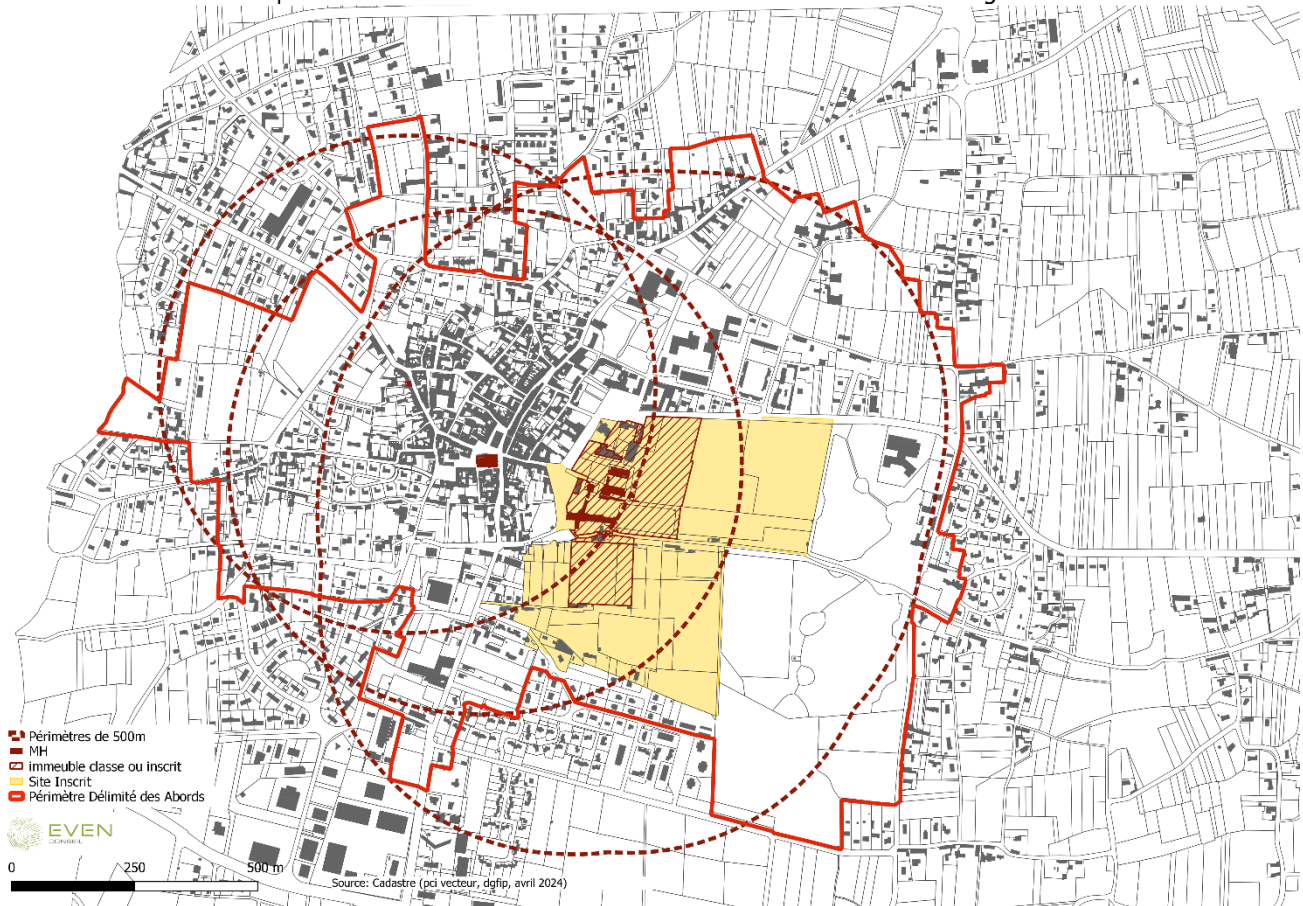 Périmètres de 500m
MH
immeuble classe ou inscrit
Site Inscrit
Périmètre Délimité des Abords
EVEN
CONSEIL
0 250 500 m
Source: Cadastre (pci vecteur, dgfip, avril 2024)